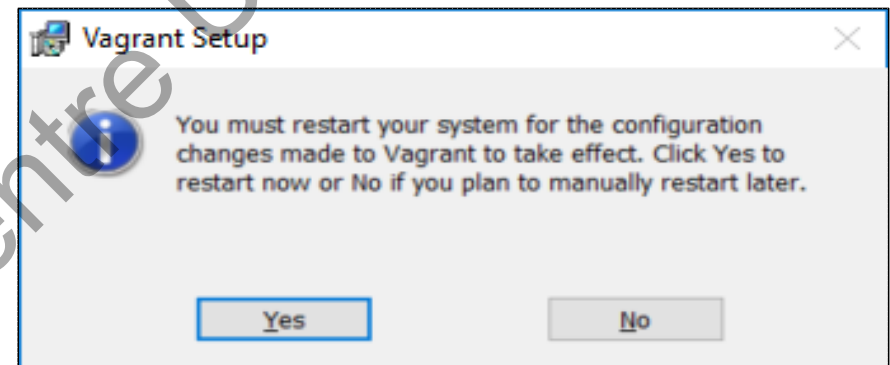 Vagrant Setup
You must restart your system for the configuration
changes made to Vagrant to take effect. Click Yes to
restart now or No if you plan to manually restart later.
Yes
No